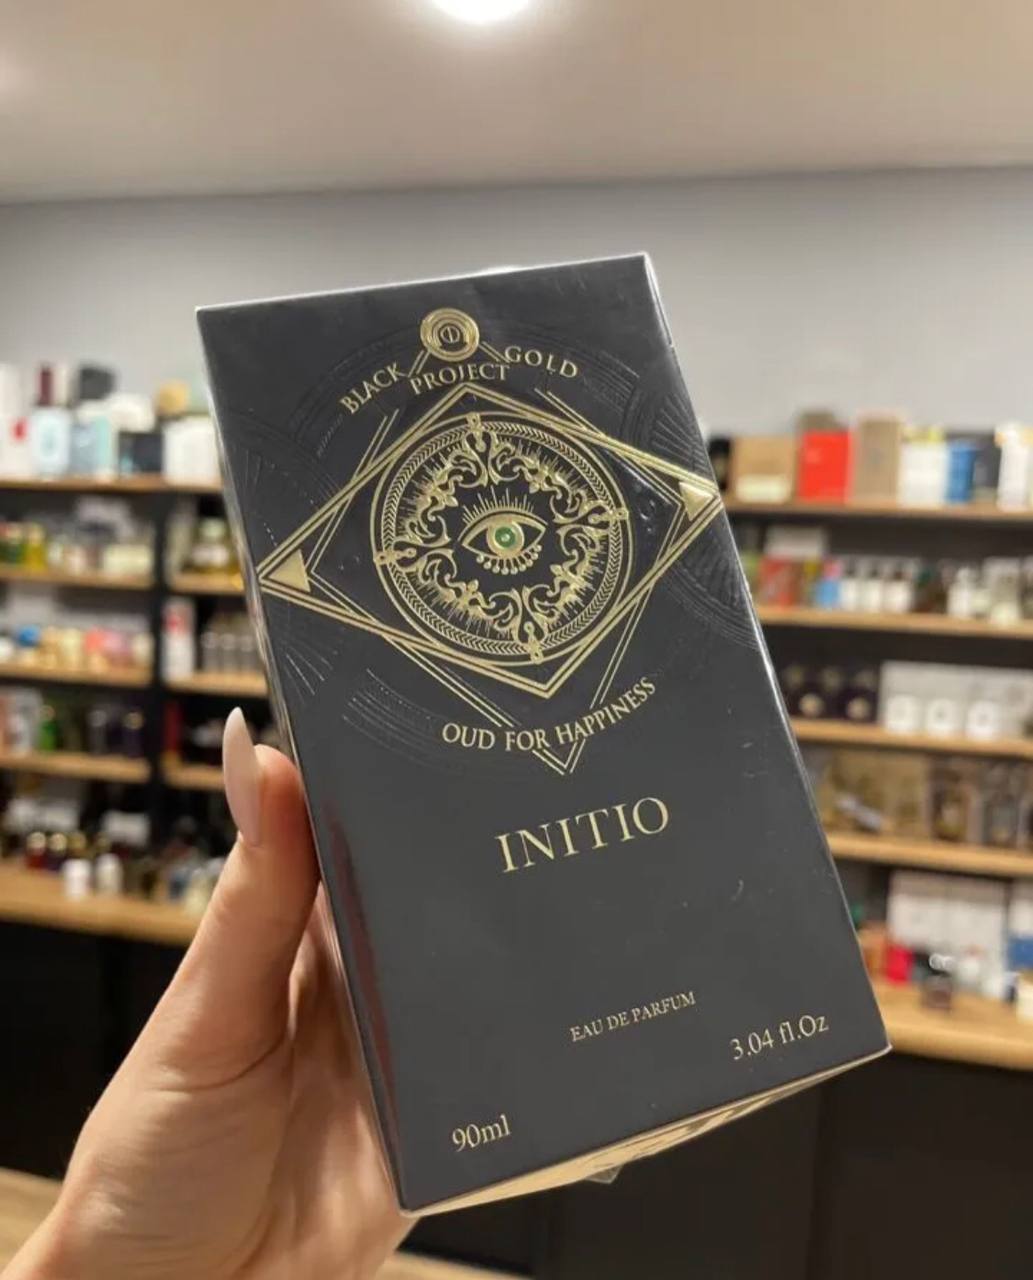 BLACK GOLD
PROJECT
OUD FOR HAPPINESS
INITIO
EAU DE PARFUM
3.04 fl.Oz
90ml